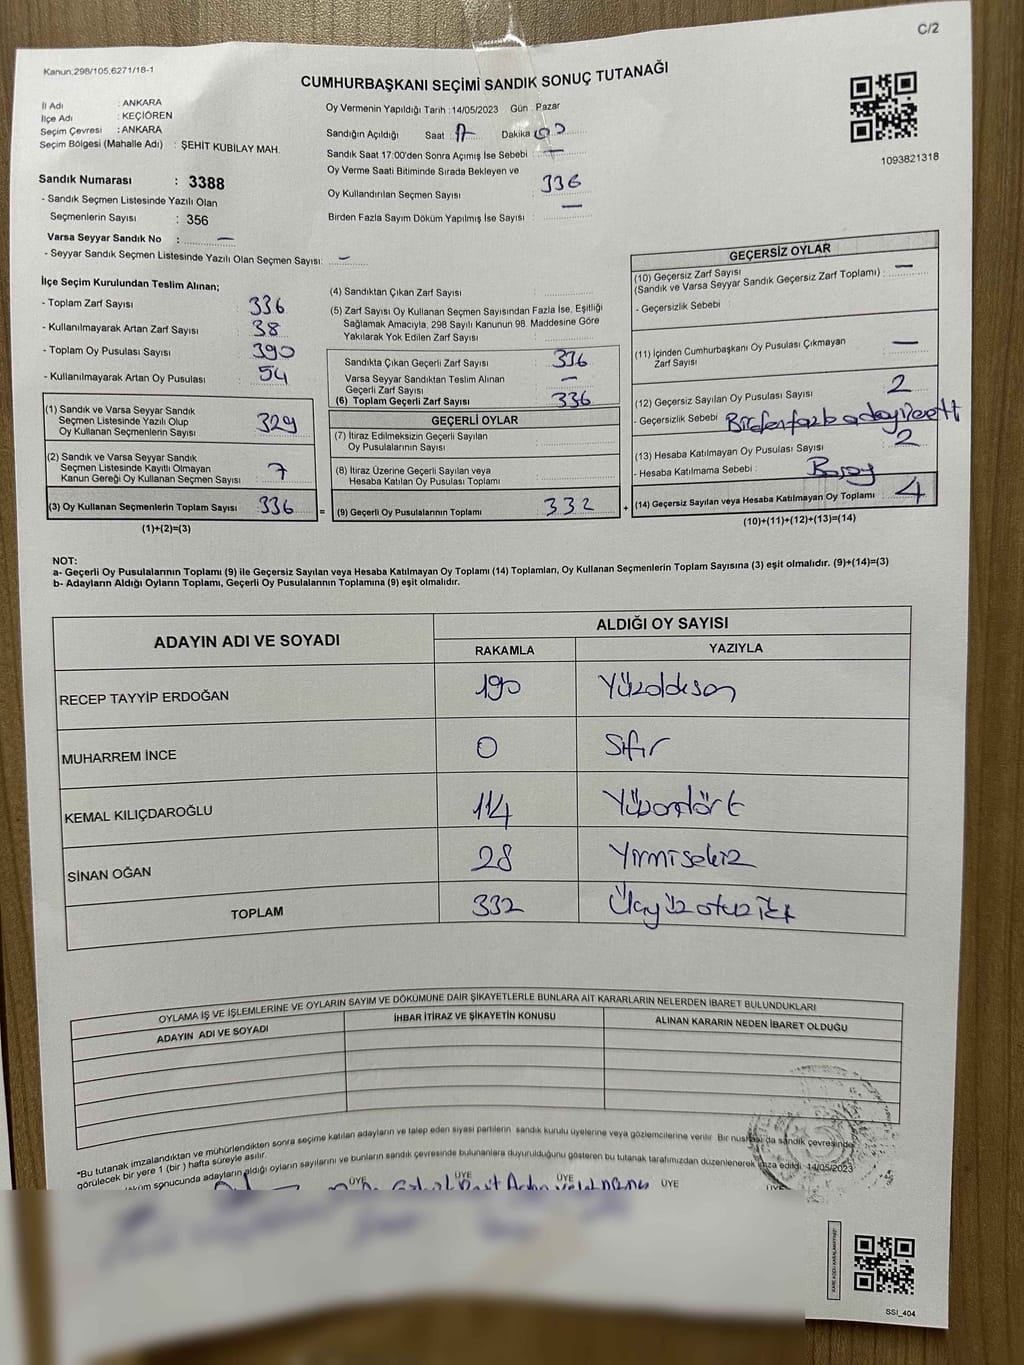 C/2
Kanun,298/105,6271/18-1
CUMHURBAŞKANI SEÇİMİ SANDIK SONUÇ TUTANAĞI
İl Adı : ANKARA
İlçe Adı : KEÇİÖREN
Seçim Çevresi : ANKARA
Seçim Bölgesi (Mahalle Adı) : ŞEHİT KUBİLAY MAH.
Sandık Numarası : 3388
- Sandık Seçmen Listesinde Yazılı Olan
Seçmenlerin Sayısı : 356
Varsa Seyyar Sandık No : —
- Seyyar Sandık Seçmen Listesinde Yazılı Olan Seçmen Sayısı: —
Oy Vermenin Yapıldığı Tarih : 14/05/2023 Gün Pazar
Sandığın Açıldığı Saat 17 Dakika 00
Sandık Saat 17:00'den Sonra Açımış İse Sebebi : —
Oy Verme Saati Bitiminde Sırada Bekleyen ve
Oy Kullandırılan Seçmen Sayısı 336
Birden Fazla Sayım Döküm Yapılmış İse Sayısı : —
1093821318
İlçe Seçim Kurulundan Teslim Alınan;
- Toplam Zarf Sayısı : 336
- Kullanılmayarak Artan Zarf Sayısı : 38
- Toplam Oy Pusulası Sayısı : 390
- Kullanılmayarak Artan Oy Pusulası : 54
(1) Sandık ve Varsa Seyyar Sandık
Seçmen Listesinde Yazılı Olup
Oy Kullanan Seçmenlerin Sayısı : 329
(2) Sandık ve Varsa Seyyar Sandık
Seçmen Listesinde Kayıtlı Olmayan
Kanun Gereği Oy Kullanan Seçmen Sayısı : 7
(3) Oy Kullanan Seçmenlerin Toplam Sayısı : 336 =
(1)+(2)=(3)
(4) Sandıktan Çıkan Zarf Sayısı :
(5) Zarf Sayısı Oy Kullanan Seçmen Sayısından Fazla İse, Eşitliği
Sağlamak Amacıyla, 298 Sayılı Kanunun 98. Maddesine Göre
Yakılarak Yok Edilen Zarf Sayısı :
Sandıkta Çıkan Geçerli Zarf Sayısı : 336
Varsa Seyyar Sandıktan Teslim Alınan
Geçerli Zarf Sayısı : —
(6) Toplam Geçerli Zarf Sayısı : 336
GEÇERLİ OYLAR
(7) İtiraz Edilmeksizin Geçerli Sayılan
Oy Pusulalarının Sayısı :
(8) İtiraz Üzerine Geçerli Sayılan veya
Hesaba Katılan Oy Pusulası Toplamı :
(9) Geçerli Oy Pusulalarının Toplamı : 332 +
GEÇERSİZ OYLAR
(10) Geçersiz Zarf Sayısı
(Sandık ve Varsa Seyyar Sandık Geçersiz Zarf Toplamı) : —
- Geçersizlik Sebebi :
(11) İçinden Cumhurbaşkanı Oy Pusulası Çıkmayan
Zarf Sayısı : —
(12) Geçersiz Sayılan Oy Pusulası Sayısı : 2
- Geçersizlik Sebebi : Birden fazla adaya
(13) Hesaba Katılmayan Oy Pusulası Sayısı : 2
- Hesaba Katılmama Sebebi :
(14) Geçersiz Sayılan veya Hesaba Katılmayan Oy Toplamı : 4
(10)+(11)+(12)+(13)=(14)
NOT:
a- Geçerli Oy Pusulalarının Toplamı (9) ile Geçersiz Sayılan veya Hesaba Katılmayan Oy Toplamı (14) Toplamları, Oy Kullanan Seçmenlerin Toplam Sayısına (3) eşit olmalıdır. (9)+(14)=(3)
b- Adayların Aldığı Oyların Toplamı, Geçerli Oy Pusulalarının Toplamına (9) eşit olmalıdır.
ADAYIN ADI VE SOYADI ALDIĞI OY SAYISI
RAKAMLA YAZIYLA
RECEP TAYYİP ERDOĞAN 190 Yüzdoksan
MUHARREM İNCE 0 Sıfır
KEMAL KILIÇDAROĞLU 114 Yüzondört
SİNAN OĞAN 28 Yirmisekiz
TOPLAM 332 Üçyüzotuziki
OYLAMA İŞ VE İŞLEMLERİNE VE OYLARIN SAYIM VE DÖKÜMÜNE DAİR ŞİKAYETLERLE BUNLARA AİT KARARLARIN NELERDEN İBARET BULUNDUKLARI
ADAYIN ADI VE SOYADI İHBAR İTİRAZ VE ŞİKAYETİN KONUSU ALINAN KARARIN NEDEN İBARET OLDUĞU
*Bu tutanak imzalandıktan ve mühürlendikten sonra seçime katılan adayların ve talep eden siyasi partilerin sandık kurulu üyelerine veya gözlemcilerine verilir. Bir nüshası da sandık çevresinde
görülecek bir yere 1 (bir) hafta süreyle asılır.
sonucunda adayların aldığı oyların sayılarını ve bunların sandık çevresinde bulunanlara duyurulduğunu gösteren bu tutanak tarafımızdan düzenlenerek imza edildi. 14/05/2023
ÜYE ÜYE ÜYE ÜYE ÜYE
SSI_404